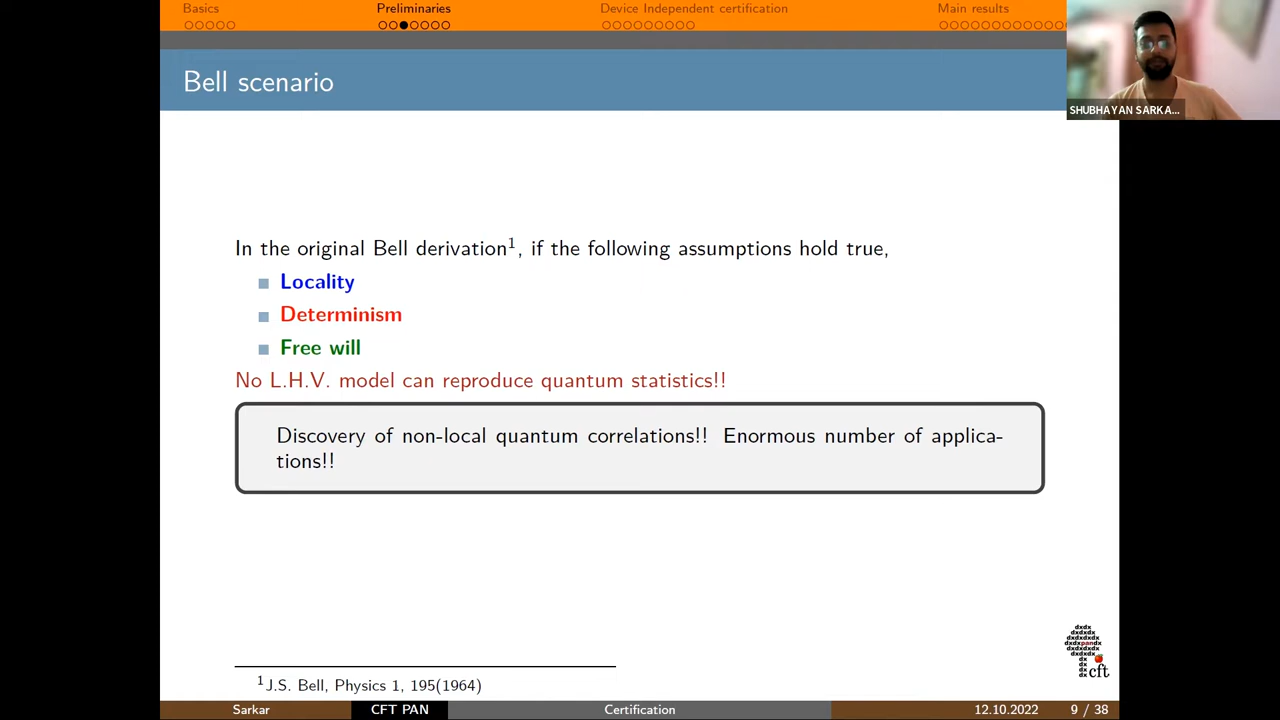 Basics
Preliminaries
Device Independent certification
Main results
SHUBHAYAN SARKA...
Bell scenario
In the original Bell derivation1, if the following assumptions hold true,
Locality
Determinism
Free will
No L.H.V. model can reproduce quantum statistics!!
Discovery of non-local quantum correlations!! Enormous number of applica-
tions!!
1J.S. Bell, Physics 1, 195(1964)
cft
Sarkar
CFT PAN
Certification
12.10.2022
9 / 38